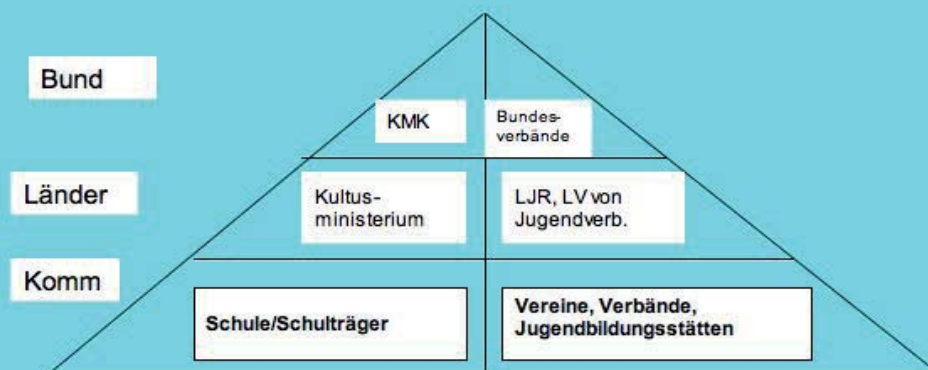 Bund
KMK
Bundes-
verbände
Länder
Kultus-
ministerium
LJR, LV von
Jugendverb.
Komm
Schule/Schulträger
Vereine, Verbände,
Jugendbildungsstätten